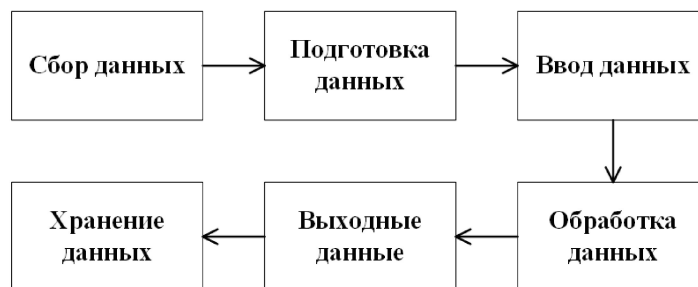 Сбор данных
Подготовка
данных
Ввод данных
Обработка
данных
Выходные
данные
Хранение
данных